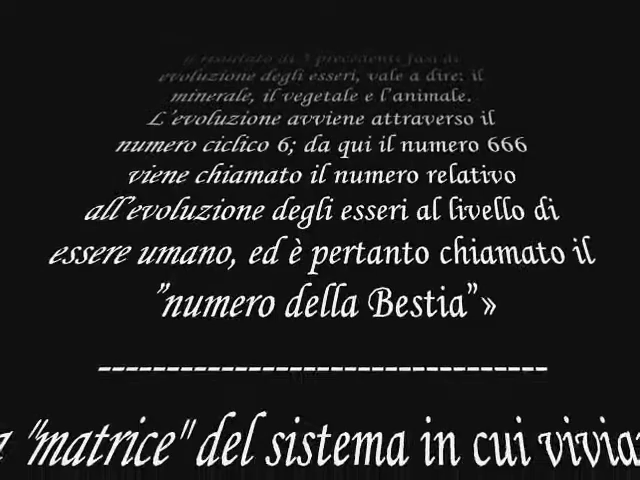 il risultato di 3 precedenti fasi di
evoluzione degli esseri, vale a dire: il
minerale, il vegetale e l'animale.
L'evoluzione avviene attraverso il
numero ciclico 6; da qui il numero 666
viene chiamato il numero relativo
all'evoluzione degli esseri al livello di
essere umano, ed è pertanto chiamato il
"numero della Bestia"»
---------------------------------
a "matrice" del sistema in cui vivia